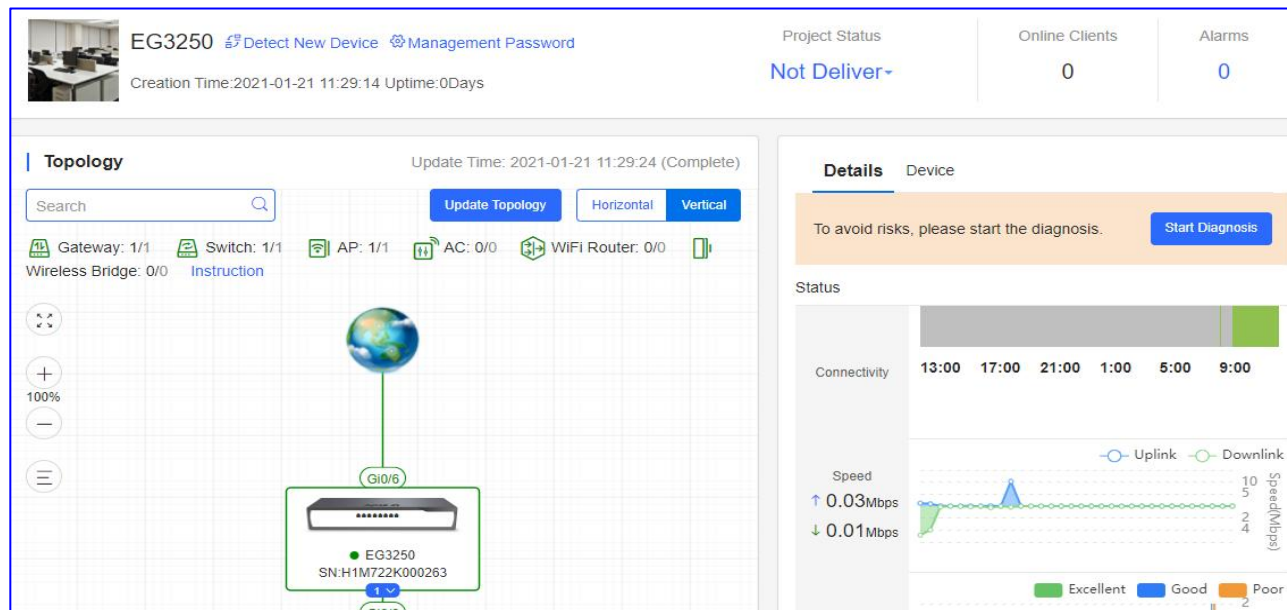 EG3250 Detect New Device Management Password
Creation Time:2021-01-21 11:29:14 Uptime:0Days
Project Status
Not Deliver
Online Clients
0
Alarms
0
Topology
Update Time: 2021-01-21 11:29:24 (Complete)
Search
Update Topology
Horizontal
Vertical
Gateway: 1/1 Switch: 1/1 AP: 1/1 AC: 0/0 WiFi Router: 0/0
Wireless Bridge: 0/0 Instruction
100%
Gi0/6
EG3250
SN:H1M722K000263
1
Details Device
To avoid risks, please start the diagnosis.
Start Diagnosis
Status
Connectivity
13:00 17:00 21:00 1:00 5:00 9:00
Uplink Downlink
Speed
↑ 0.03Mbps
↓ 0.01Mbps
10
5
2
4
Speed(Mbps)
Excellent Good Poor
2